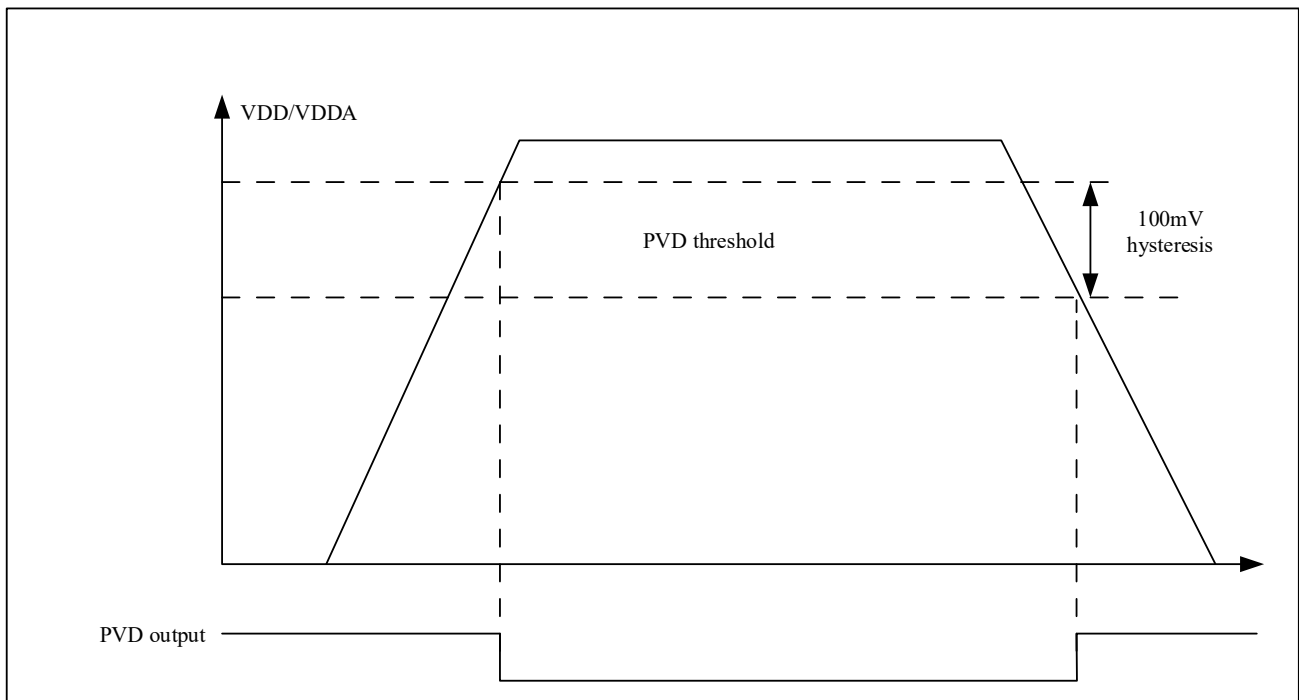 VDD/VDDA
PVD threshold
100mV
hysteresis
PVD output